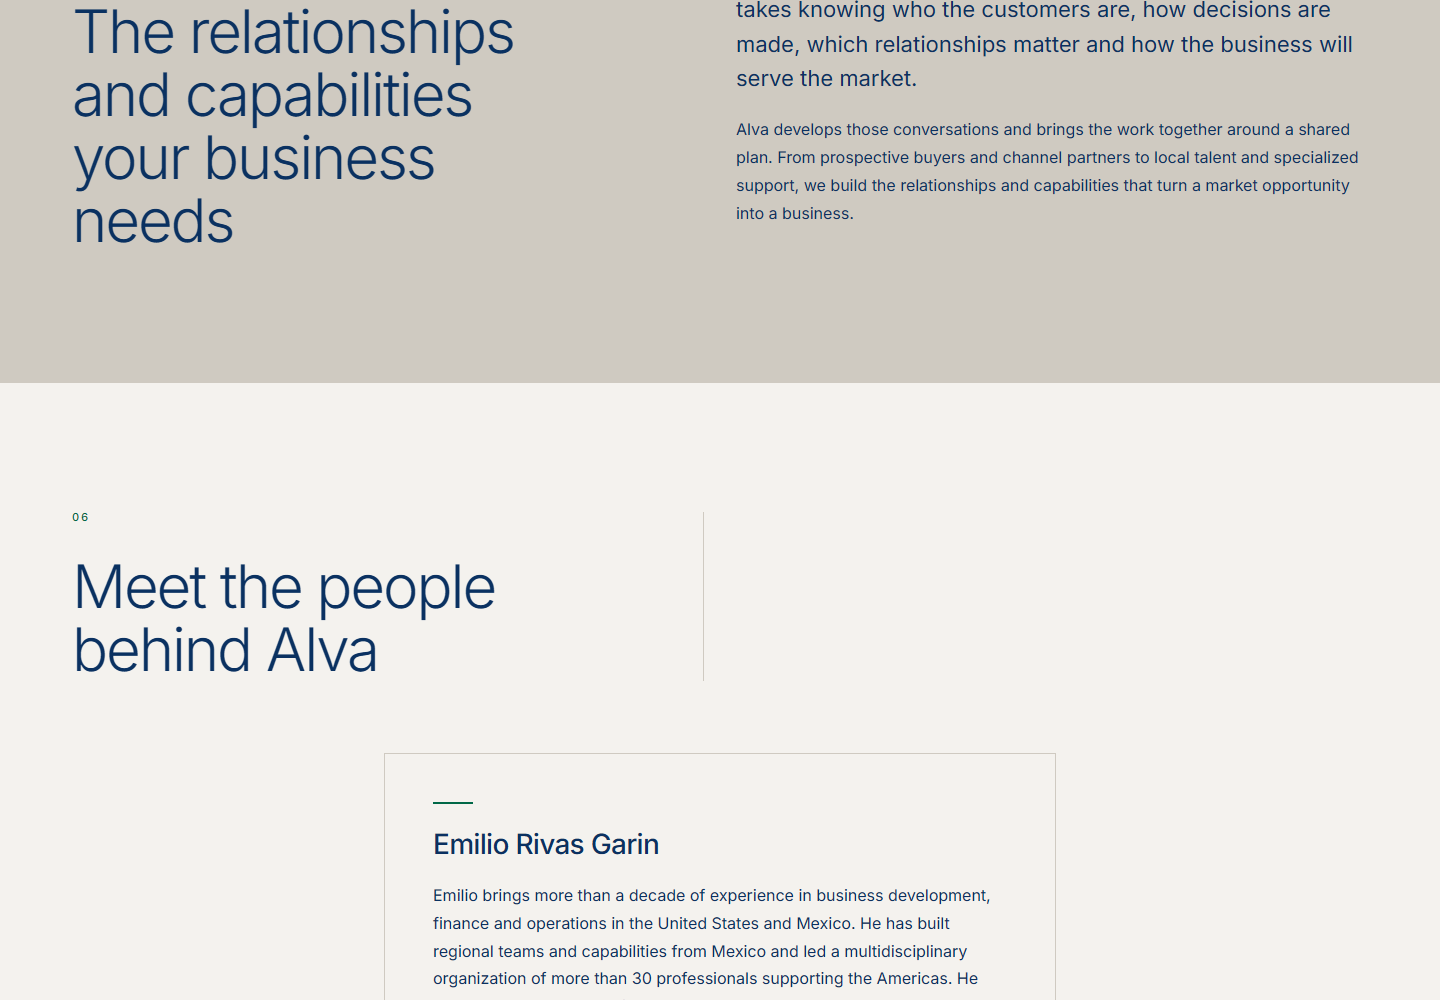 The relationships
and capabilities
your business
needs
takes knowing who the customers are, how decisions are
made, which relationships matter and how the business will
serve the market.
Alva develops those conversations and brings the work together around a shared
plan. From prospective buyers and channel partners to local talent and specialized
support, we build the relationships and capabilities that turn a market opportunity
into a business.
06
Meet the people
behind Alva
Emilio Rivas Garin
Emilio brings more than a decade of experience in business development,
finance and operations in the United States and Mexico. He has built
regional teams and capabilities from Mexico and led a multidisciplinary
organization of more than 30 professionals supporting the Americas. He